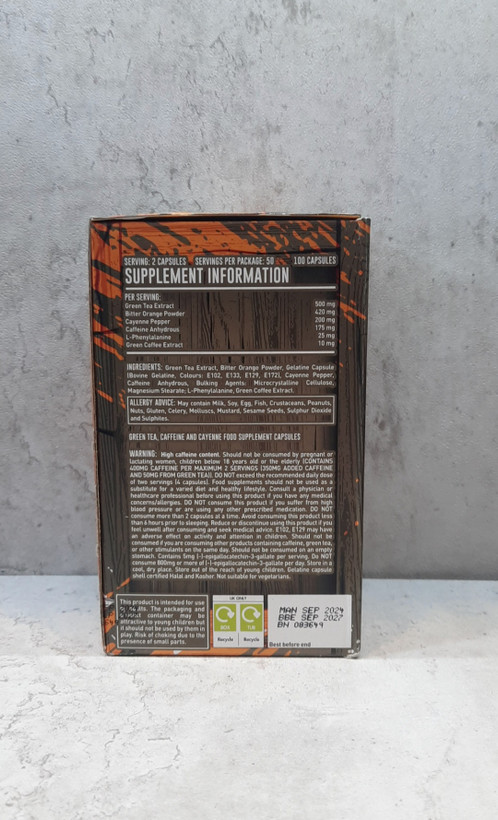 SERVING: 2 CAPSULES SERVINGS PER PACKAGE: 50 100 CAPSULES
SUPPLEMENT INFORMATION
PER SERVING:
Green Tea Extract 500 mg
Bitter Orange Powder 420 mg
Cayenne Pepper 200 mg
Caffeine Anhydrous 175 mg
L-Phenylalanine 25 mg
Green Coffee Extract 10 mg
INGREDIENTS: Green Tea Extract, Bitter Orange Powder, Gelatine Capsule
(Bovine Gelatine, Colours: E102, E133, E129, E172), Cayenne Pepper,
Caffeine Anhydrous, Bulking Agents: Microcrystalline Cellulose,
Magnesium Stearate; L-Phenylalanine, Green Coffee Extract.
ALLERGY ADVICE: May contain Milk, Soy, Egg, Fish, Crustaceans, Peanuts,
Nuts, Gluten, Celery, Molluscs, Mustard, Sesame Seeds, Sulphur Dioxide
and Sulphites.
GREEN TEA, CAFFEINE AND CAYENNE FOOD SUPPLEMENT CAPSULES
WARNING: High caffeine content. Should not be consumed by pregnant or
lactating women, children below 18 years old or the elderly (CONTAINS
400MG CAFFEINE PER MAXIMUM 2 SERVINGS (350MG ADDED CAFFEINE
AND 50MG FROM GREEN TEA)). DO NOT exceed the recommended daily dose
of two servings (4 capsules). Food supplements should not be used as a
substitute for a varied diet and healthy lifestyle. Consult a physician or
healthcare professional before using this product if you have any medical
concerns/allergies. DO NOT consume this product if you suffer from high
blood pressure or are using any other prescribed medication. DO NOT
consume more than 2 capsules at a time. Avoid consuming this product less
than 6 hours prior to sleeping. Reduce or discontinue using this product if you
feel unwell after consuming and seek medical advice. E102, E129 may have
an adverse effect on activity and attention in children. Should not be
consumed if you are consuming other products containing caffeine, green tea,
or other stimulants on the same day. Should not be consumed on an empty
stomach. Contains 5mg (-)-epigallocatechin-3-gallate per serving. Do NOT
consume 800mg or more of (-)-epigallocatechin-3-gallate per day. Store in a
cool, dry place. Store out of the reach of young children. Gelatine capsule
shell certified Halal and Kosher. Not suitable for vegetarians.
This product is intended for use
by adults. The packaging and
product container may be
attractive to young children but
it should not be used by them in
play. Risk of choking due to the
presence of small parts.
UK ONLY
BOX TUB
Recycle Recycle
MAN SEP 2024
BBE SEP 2027
BN 083644
Best before end